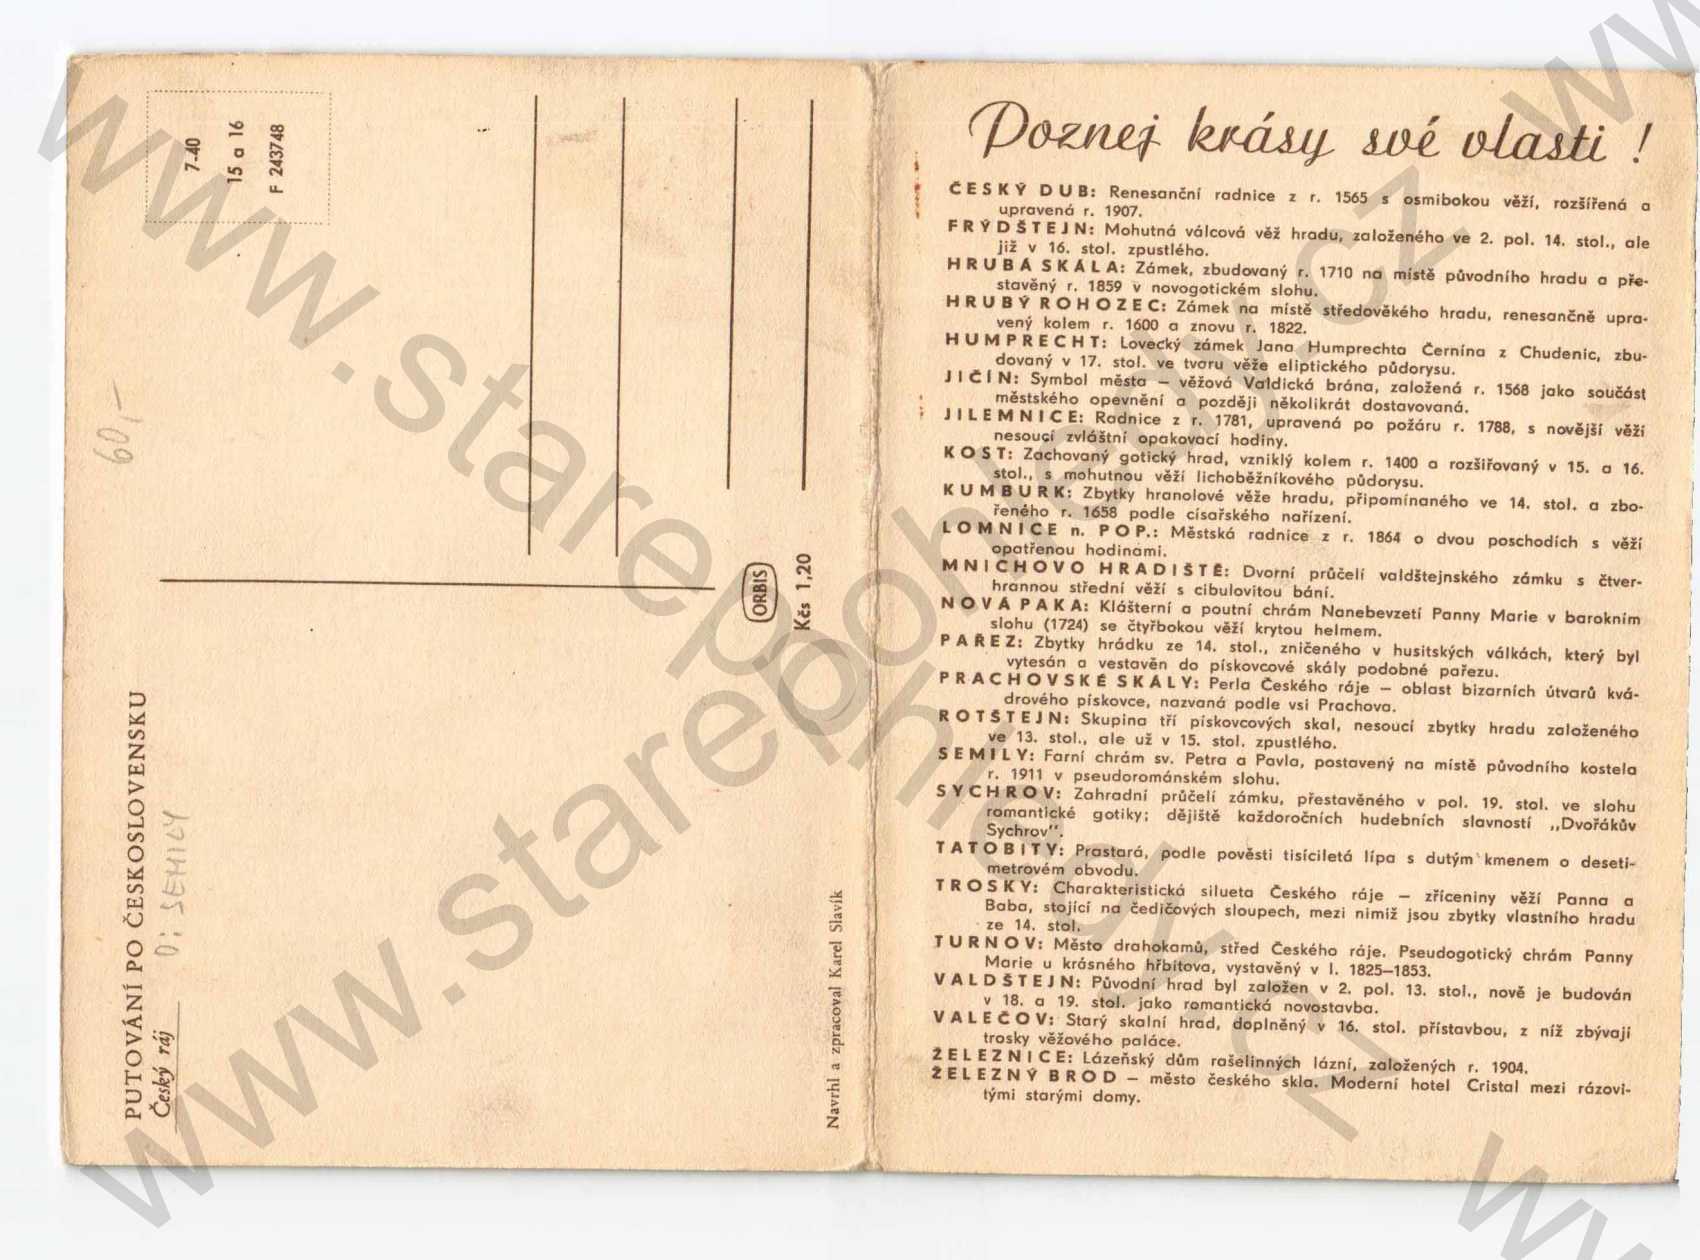 7-40
15 a 16
F 243748
60,-
ORBIS
Kčs 1,20
PUTOVÁNÍ PO ČESKOSLOVENSKU
Český ráj
O: SEMILY
Navrhl a zpracoval Karel Slavík
Poznej krásy své vlasti !
ČESKÝ DUB: Renesanční radnice z r. 1565 s osmibokou věží, rozšířená a
upravená r. 1907.
FRÝDŠTEJN: Mohutná válcová věž hradu, založeného ve 2. pol. 14. stol., ale
již v 16. stol. zpustlého.
HRUBÁ SKÁLA: Zámek, zbudovaný r. 1710 na místě původního hradu a pře-
stavěný r. 1859 v novogotickém slohu.
HRUBÝ ROHOZEC: Zámek na místě středověkého hradu, renesančně upra-
vený kolem r. 1600 a znovu r. 1822.
HUMPRECHT: Lovecký zámek Jana Humprechta Černína z Chudenic, zbu-
dovaný v 17. stol. ve tvaru věže eliptického půdorysu.
JIČÍN: Symbol města – věžová Valdická brána, založená r. 1568 jako součást
městského opevnění a později několikrát dostavovaná.
JILEMNICE: Radnice z r. 1781, upravená po požáru r. 1788, s novější věží
nesoucí zvláštní opakovací hodiny.
KOST: Zachovaný gotický hrad, vzniklý kolem r. 1400 a rozšiřovaný v 15. a 16.
stol., s mohutnou věží lichoběžníkového půdorysu.
KUMBURK: Zbytky hranolové věže hradu, připomínaného ve 14. stol. a zbo-
řeného r. 1658 podle císařského nařízení.
LOMNICE n. POP.: Městská radnice z r. 1864 o dvou poschodích s věží
opatřenou hodinami.
MNICHOVO HRADIŠTĚ: Dvorní průčelí valdštejnského zámku s čtver-
hrannou střední věží s cibulovitou bání.
NOVÁ PAKA: Klášterní a poutní chrám Nanebevzetí Panny Marie v barokním
slohu (1724) se čtyřbokou věží krytou helmem.
PAŘEZ: Zbytky hrádku ze 14. stol., zničeného v husitských válkách, který byl
vytesán a vestavěn do pískovcové skály podobné pařezu.
PRACHOVSKÉ SKÁLY: Perla Českého ráje – oblast bizarních útvarů kvá-
drového pískovce, nazvaná podle vsi Prachova.
ROTŠTEJN: Skupina tří pískovcových skal, nesoucí zbytky hradu založeného
ve 13. stol., ale už v 15. stol. zpustlého.
SEMILY: Farní chrám sv. Petra a Pavla, postavený na místě původního kostela
r. 1911 v pseudorománském slohu.
SYCHROV: Zahradní průčelí zámku, přestavěného v pol. 19. stol. ve slohu
romantické gotiky; dějiště každoročních hudebních slavností „Dvořákův
Sychrov“.
TATOBITY: Prastará, podle pověsti tisíciletá lípa s dutým kmenem o deseti-
metrovém obvodu.
TROSKY: Charakteristická silueta Českého ráje – zříceniny věží Panna a
Baba, stojící na čedičových sloupech, mezi nimiž jsou zbytky vlastního hradu
ze 14. stol.
TURNOV: Město drahokamů, střed Českého ráje. Pseudogotický chrám Panny
Marie u krásného hřbitova, vystavěný v l. 1825–1853.
VALDŠTEJN: Původní hrad byl založen v 2. pol. 13. stol., nově je budován
v 18. a 19. stol. jako romantická novostavba.
VALEČOV: Starý skalní hrad, doplněný v 16. stol. přístavbou, z níž zbývají
trosky věžového paláce.
ŽELEZNICE: Lázeňský dům rašelinných lázní, založených r. 1904.
ŽELEZNÝ BROD – město českého skla. Moderní hotel Cristal mezi rázovi-
tými starými domy.
www.starepohledy.cz
www.starepohledy.cz
www
www